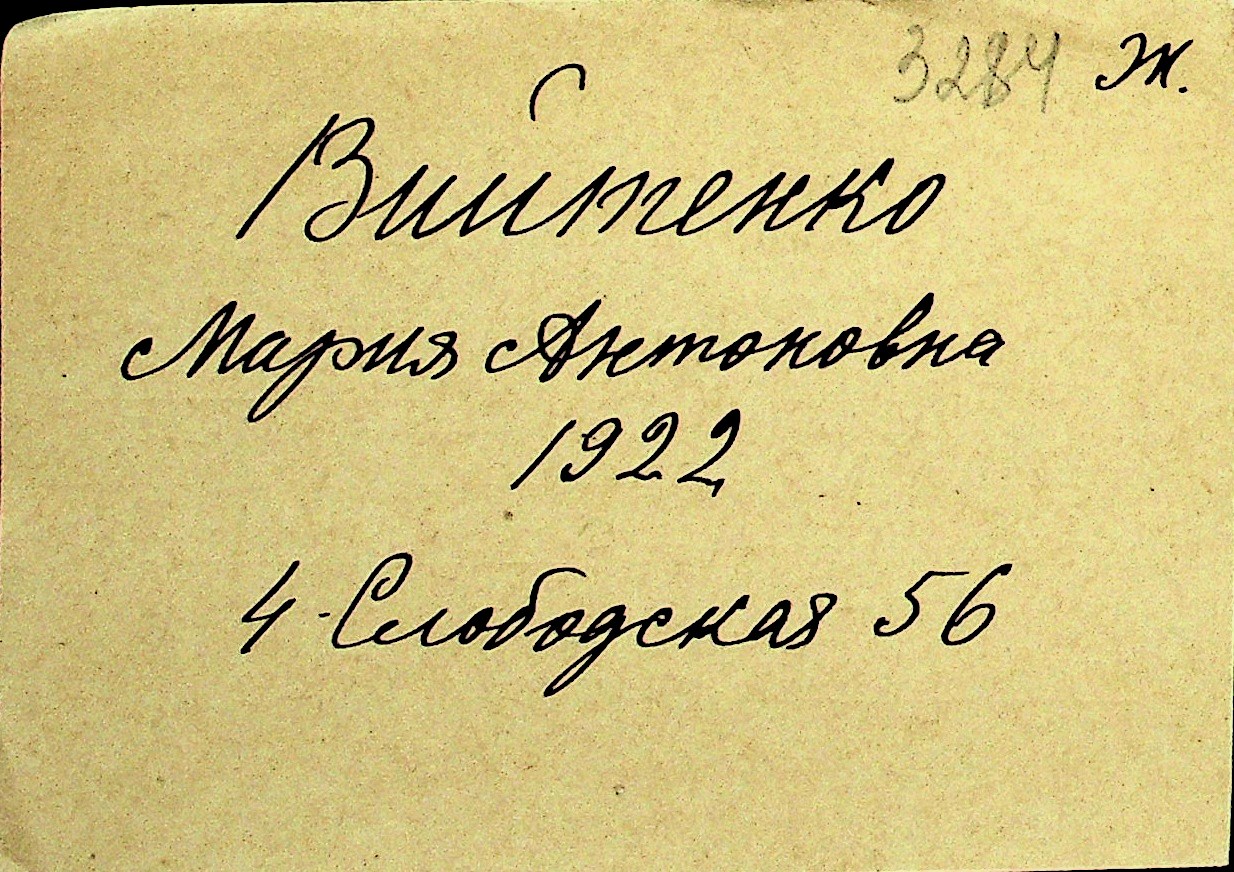 3284 Ж.
Вийтенко
Мария Антоновна
1922
4-Слободская 56